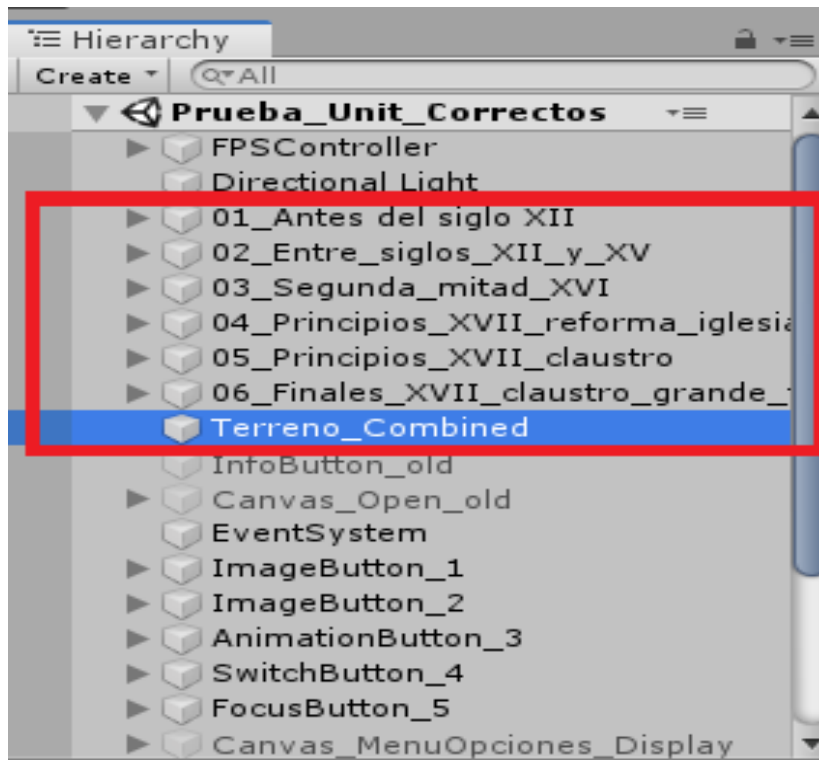 Hierarchy
Create All
Prueba_Unit_Correctos
FPSController
Directional Light
01_Antes del siglo XII
02_Entre_siglos_XII_y_XV
03_Segunda_mitad_XVI
04_Principios_XVII_reforma_iglesia
05_Principios_XVII_claustro
06_Finales_XVII_claustro_grande_
Terreno_Combined
InfoButton_old
Canvas_Open_old
EventSystem
ImageButton_1
ImageButton_2
AnimationButton_3
SwitchButton_4
FocusButton_5
Canvas_MenuOpciones_Display